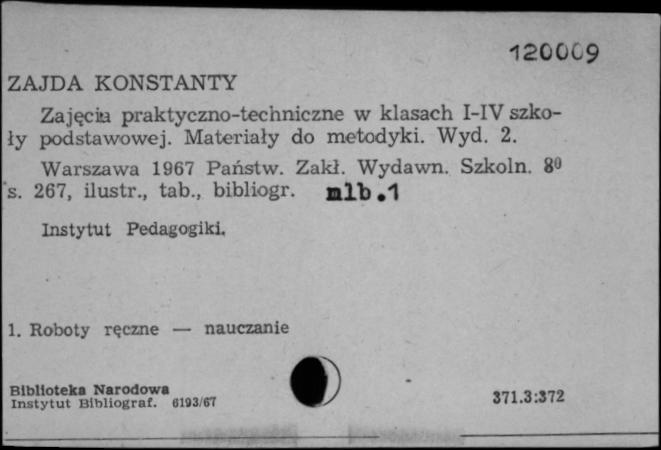 120009
ZAJDA KONSTANTY
Zajęcia praktyczno-techniczne w klasach I-IV szko-
ły podstawowej. Materiały do metodyki. Wyd. 2.
Warszawa 1967 Państw. Zakł. Wydawn. Szkoln. 8⁰
s. 267, ilustr., tab., bibliogr. nlb.1
Instytut Pedagogiki.
1. Roboty ręczne — nauczanie
Biblioteka Narodowa
Instytut Bibliograf. 6193/67
371.3:372